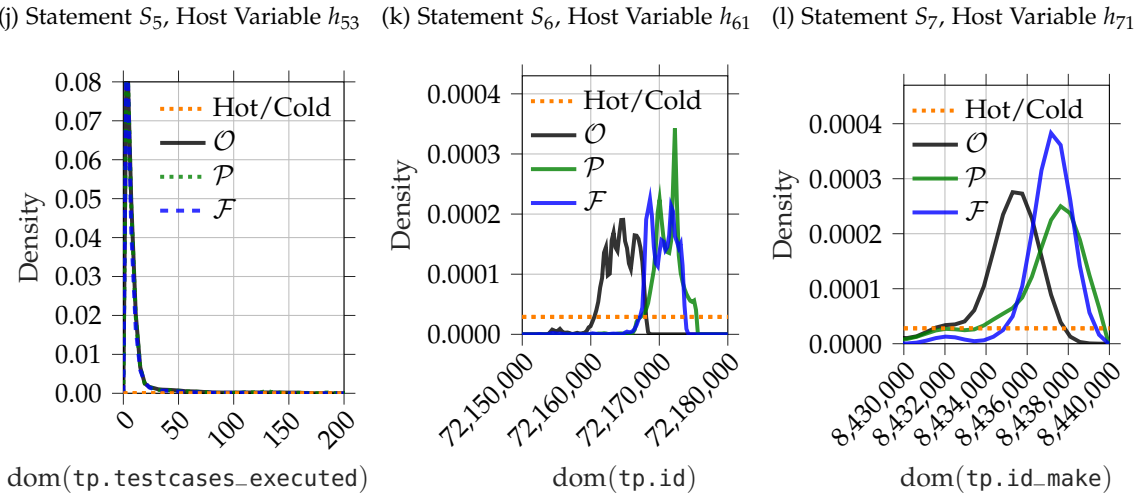 (j) Statement S5, Host Variable h53
(k) Statement S6, Host Variable h61
(l) Statement S7, Host Variable h71
Density
0.08
0.07
0.06
0.05
0.04
0.03
0.02
0.01
0.00
Hot/Cold
O
P
F
0
50
100
150
200
dom(tp.testcases_executed)
Density
0.0004
0.0003
0.0002
0.0001
0.0000
Hot/Cold
O
P
F
72,150,000
72,160,000
72,170,000
72,180,000
dom(tp.id)
Density
0.0004
0.0003
0.0002
0.0001
0.0000
Hot/Cold
O
P
F
8,430,000
8,432,000
8,434,000
8,436,000
8,438,000
8,440,000
dom(tp.id_make)